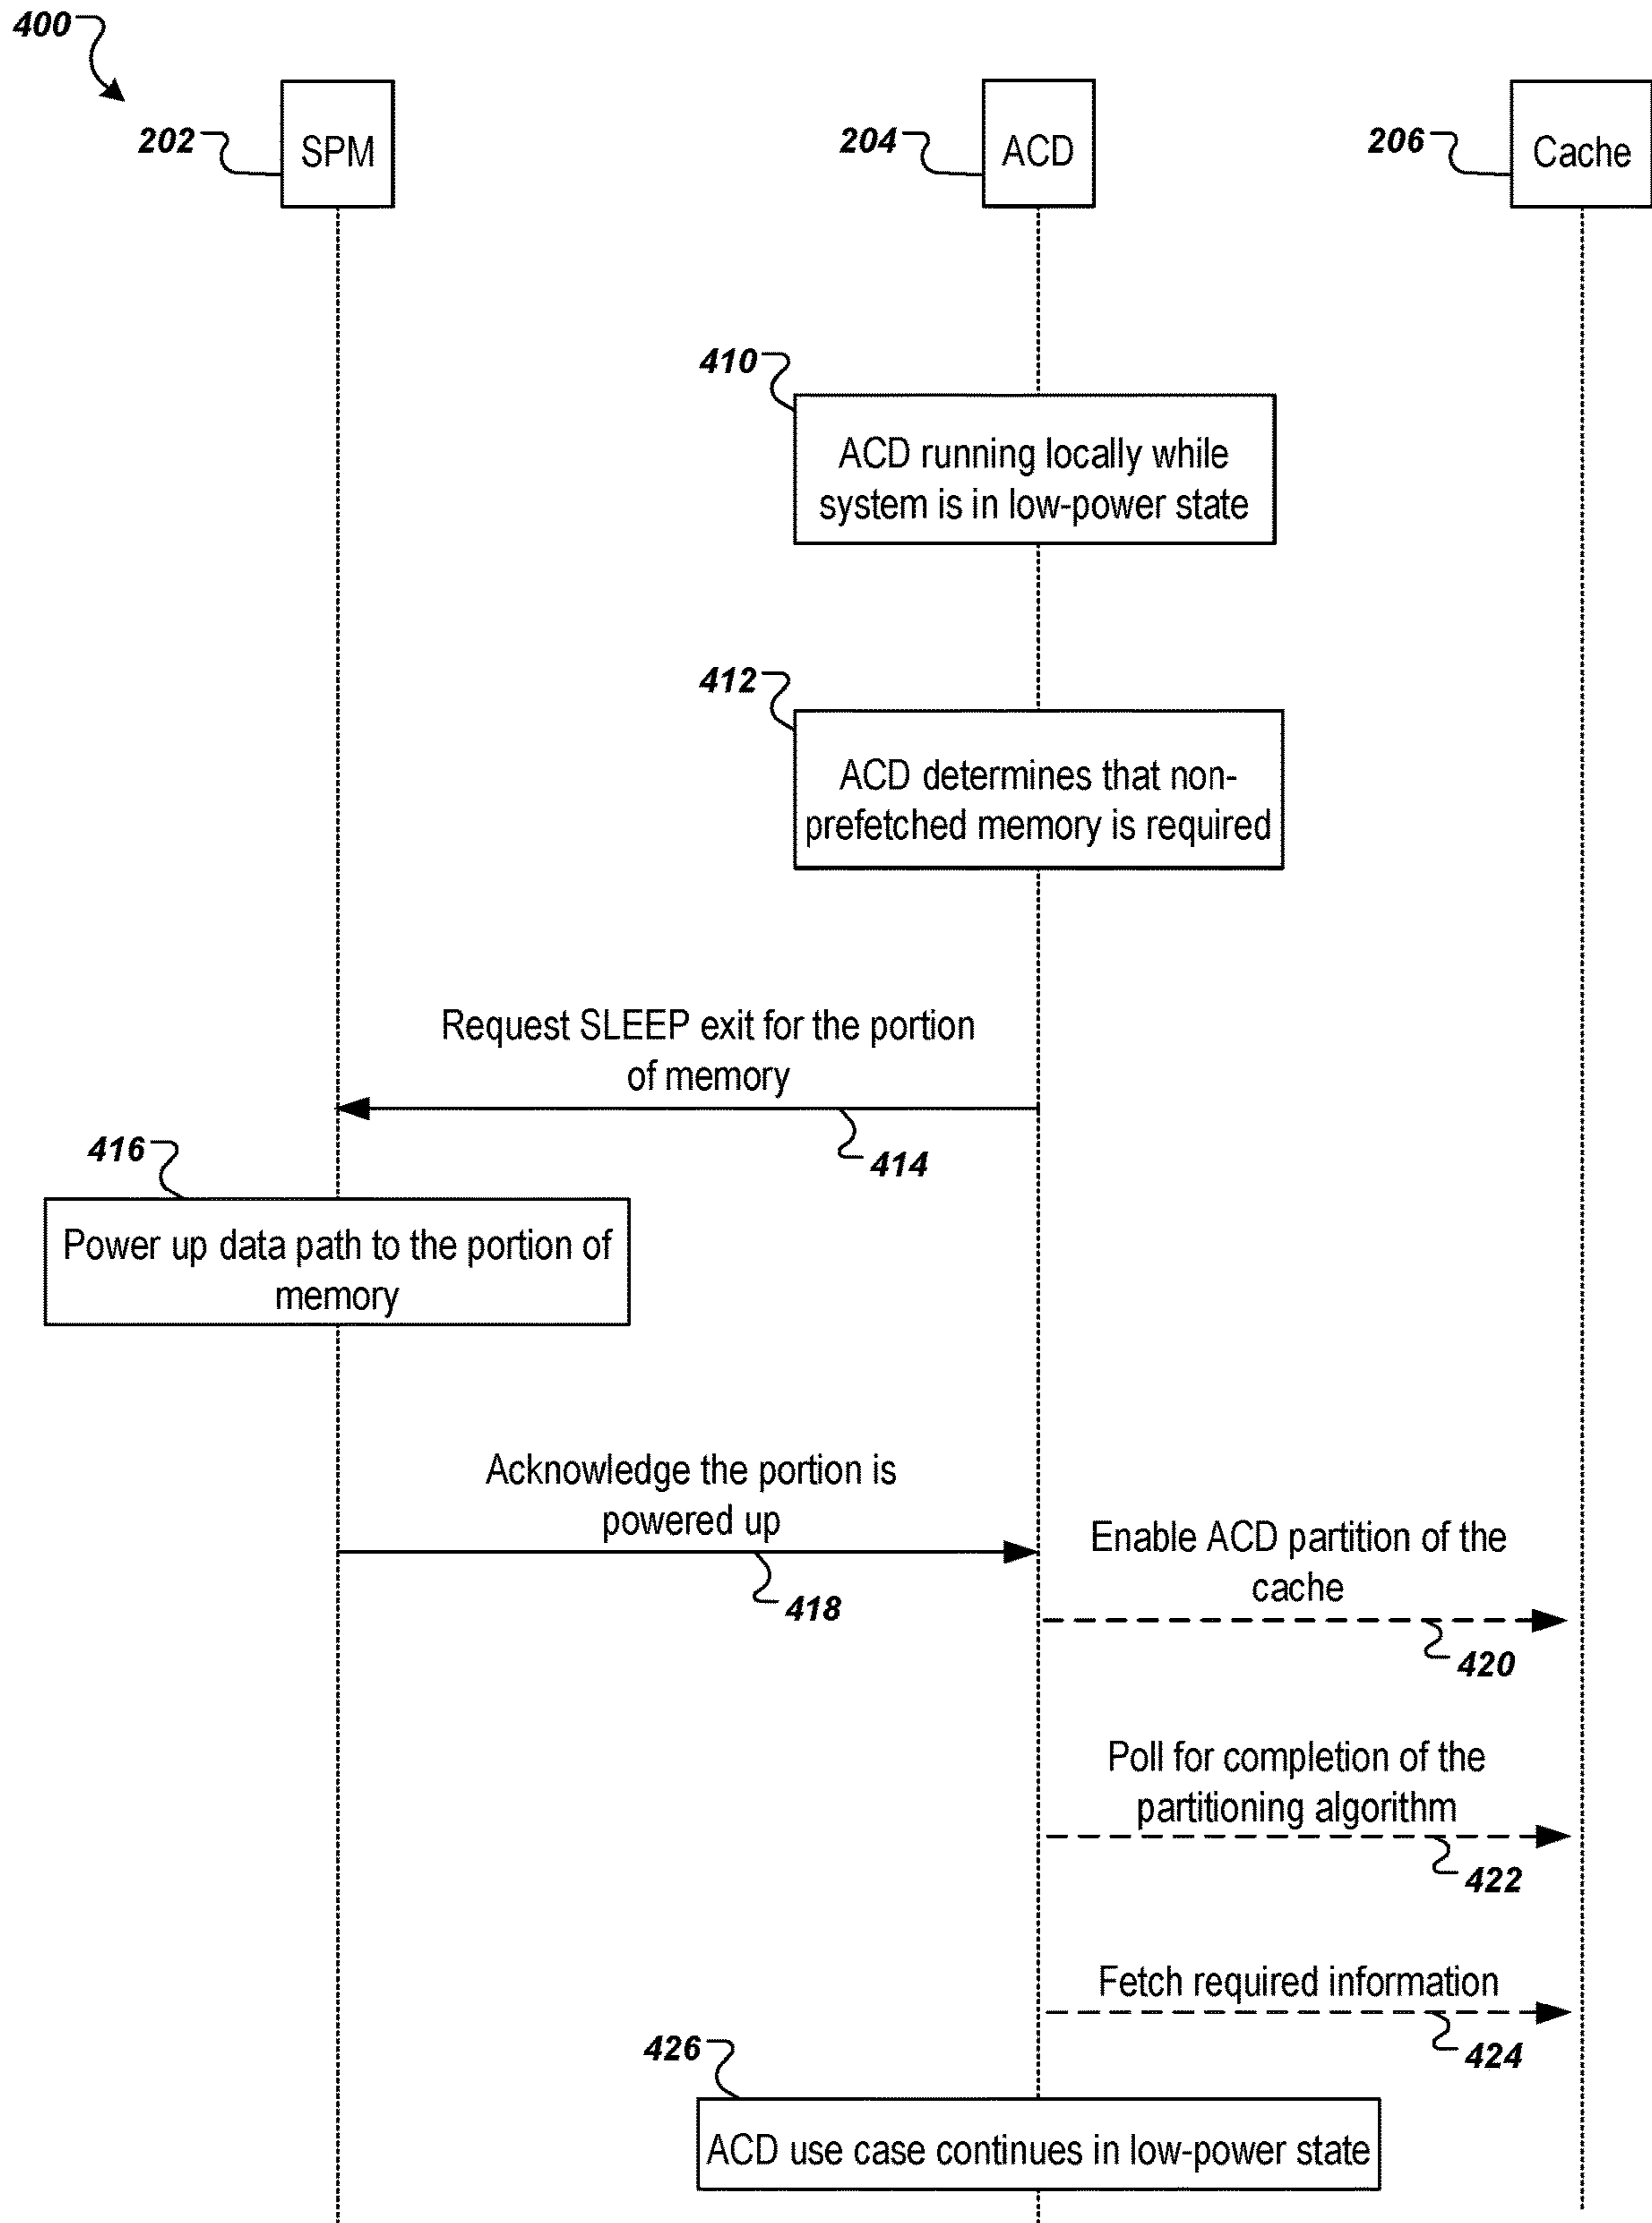 400
202
SPM
204
ACD
206
Cache
410
ACD running locally while
system is in low-power state
412
ACD determines that non-
prefetched memory is required
Request SLEEP exit for the portion
of memory
414
416
Power up data path to the portion of
memory
Acknowledge the portion is
powered up
418
Enable ACD partition of the
cache
420
Poll for completion of the
partitioning algorithm
422
Fetch required information
424
426
ACD use case continues in low-power state